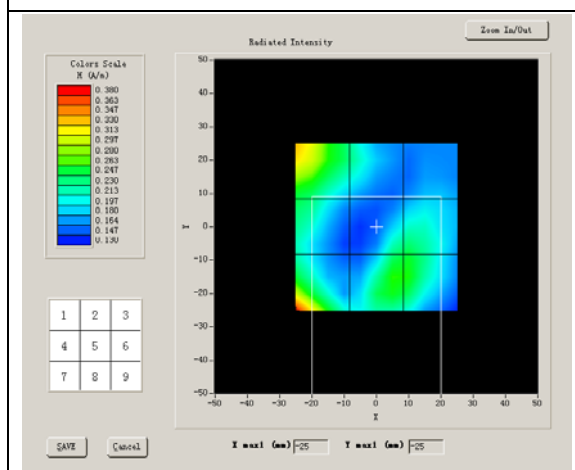 Zoom In/Out
Radiated Intensity
Colors Scale
H (A/m)
0.380
0.363
0.347
0.330
0.313
0.297
0.280
0.263
0.247
0.230
0.213
0.197
0.180
0.164
0.147
0.130
50
40
30
20
10
0
-10
-20
-30
-40
-50
Y
-50 -40 -30 -20 -10 0 10 20 30 40 50
X
1 2 3
4 5 6
7 8 9
SAVE Cancel X max1 (mm) -25 Y max1 (mm) -25